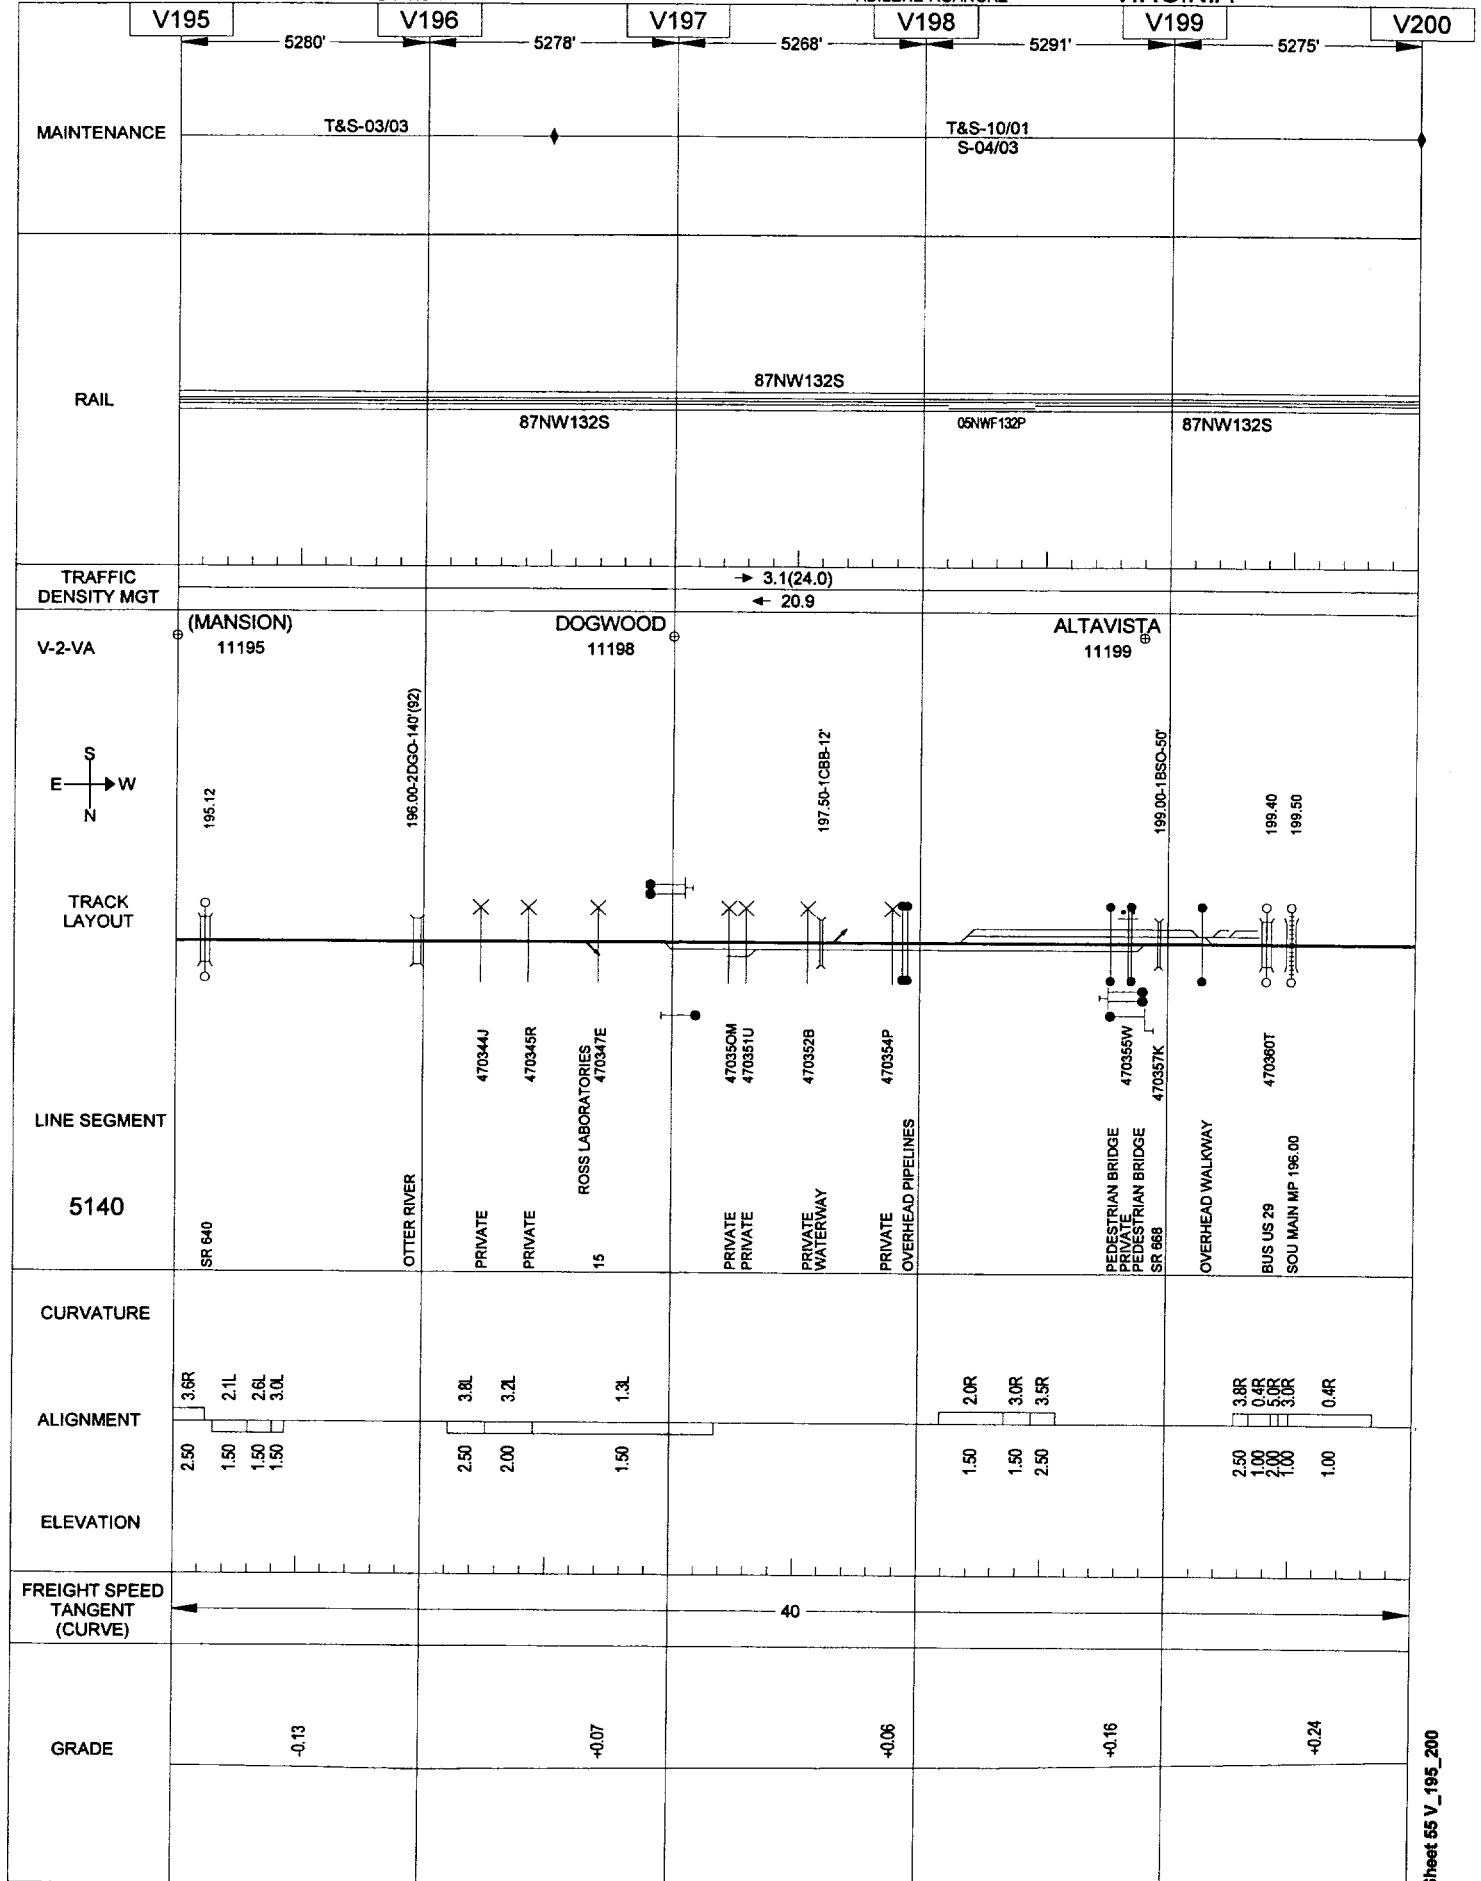 V195 V196 V197 V198 V199 V200
5280' 5278' 5268' 5291' 5275'
MAINTENANCE
T&S-03/03
T&S-10/01
S-04/03
RAIL
87NW132S
87NW132S
05NWF132P
87NW132S
TRAFFIC
DENSITY MGT
→ 3.1(24.0)
← 20.9
V-2-VA
(MANSION)
11195
DOGWOOD
11198
ALTAVISTA
11199
S
E W
N
195.12
196.00-2DGO-140'(92)
197.50-1CBB-12'
199.00-1BSO-50'
199.40
199.50
TRACK
LAYOUT
470344J
470345R
ROSS LABORATORIES
470347E
470350M
470351U
470352B
470354P
470355W
470357K
470360T
LINE SEGMENT
5140
SR 640
OTTER RIVER
PRIVATE
PRIVATE
15
PRIVATE
PRIVATE
PRIVATE
WATERWAY
PRIVATE
OVERHEAD PIPELINES
PEDESTRIAN BRIDGE
PRIVATE
PEDESTRIAN BRIDGE
SR 668
OVERHEAD WALKWAY
BUS US 29
SOU MAIN MP 196.00
CURVATURE
3.6R 2.1L 2.6L 3.0L 3.8L 3.2L 1.3L 2.0R 3.0R 3.5R 3.8R 0.4R 5.0R 3.0R 0.4R
ALIGNMENT
2.50 1.50 1.50 1.50 2.50 2.00 1.50 1.50 1.50 2.50 2.50 1.00 2.00 1.00 1.00
ELEVATION
FREIGHT SPEED
TANGENT
(CURVE)
40
GRADE
-0.13 +0.07 +0.06 +0.16 +0.24
55 V_195_200